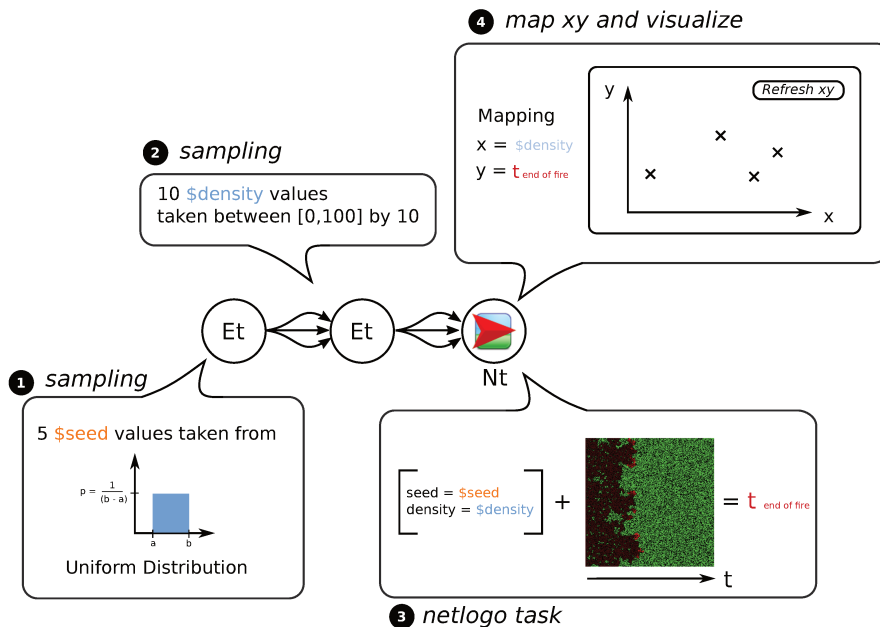 4 map xy and visualize
Refresh xy
y
Mapping
x = $density
y = t end of fire
x
2 sampling
10 $density values
taken between [0,100] by 10
Et
Et
Nt
1 sampling
5 $seed values taken from
p = 1
(b - a)
a b
Uniform Distribution
seed = $seed
density = $density
+
= t end of fire
t
3 netlogo task